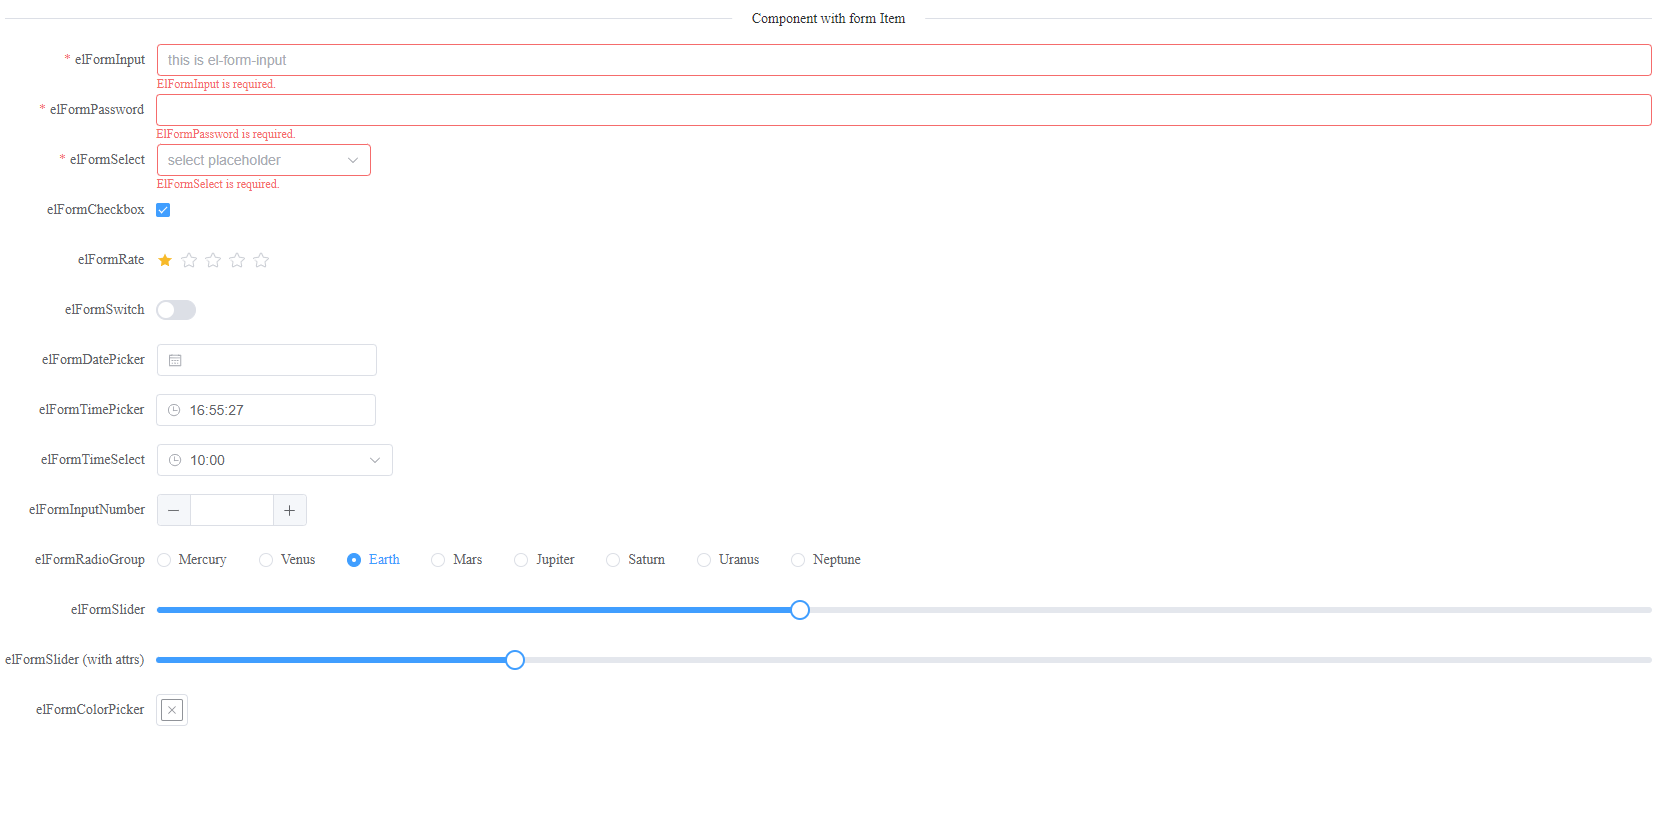 Component with form Item
* elFormInput this is el-form-input
ElFormInput is required.
* elFormPassword
ElFormPassword is required.
* elFormSelect select placeholder
ElFormSelect is required.
elFormCheckbox
elFormRate
elFormSwitch
elFormDatePicker
elFormTimePicker 16:55:27
elFormTimeSelect 10:00
elFormInputNumber
elFormRadioGroup Mercury Venus Earth Mars Jupiter Saturn Uranus Neptune
elFormSlider
elFormSlider (with attrs)
elFormColorPicker